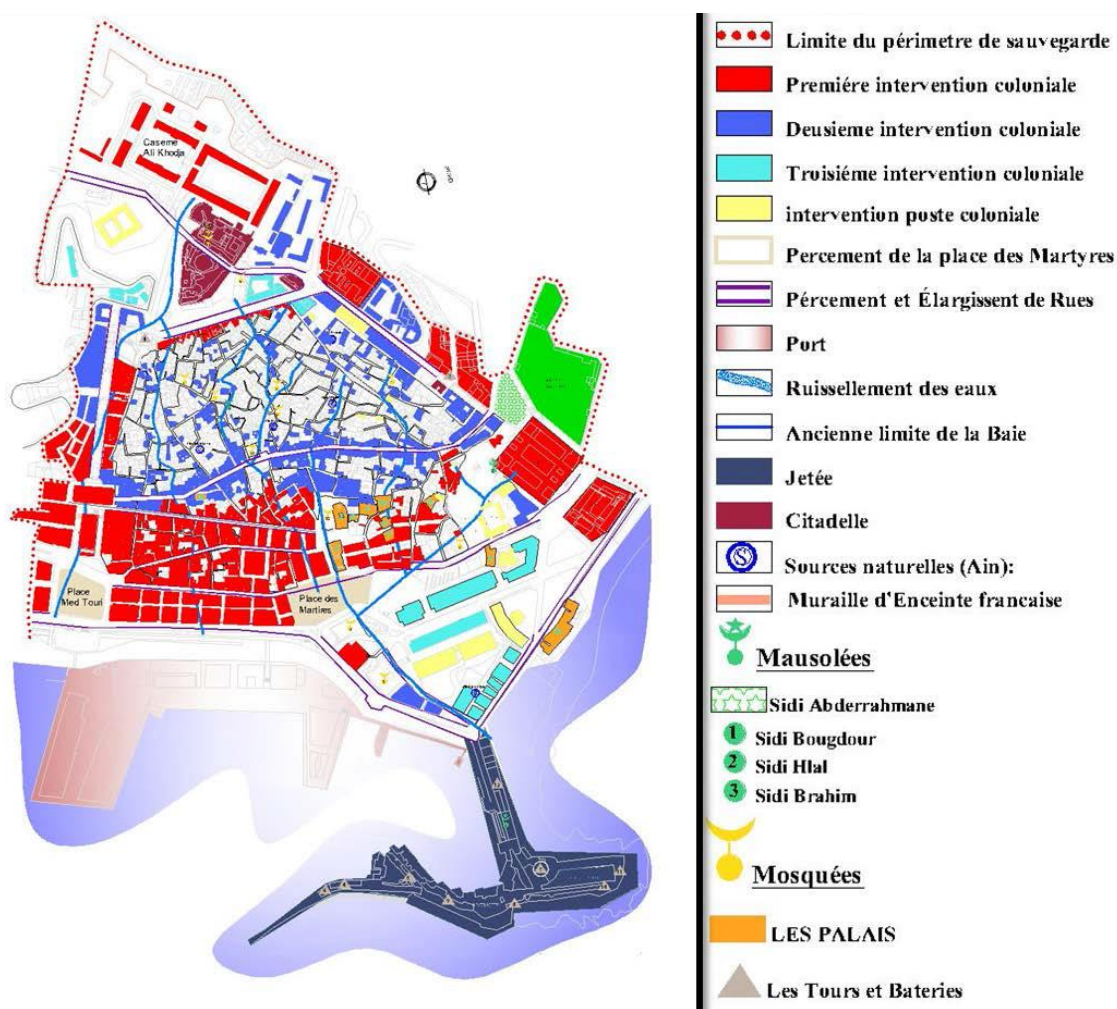 Caserne
Ali Khodja
Place
Med Touri
Place des
Martires
Limite du périmetre de sauvegarde
Premiére intervention coloniale
Deusieme intervention coloniale
Troisiéme intervention coloniale
intervention poste coloniale
Percement de la place des Martyres
Pércement et Élargissent de Rues
Port
Ruissellement des eaux
Ancienne limite de la Baie
Jetée
Citadelle
S
Sources naturelles (Ain):
Muraille d'Enceinte francaise
Mausolées
Sidi Abderrahmane
1 Sidi Bougdour
2 Sidi Hlal
3 Sidi Brahim
Mosquées
LES PALAIS
Les Tours et Bateries